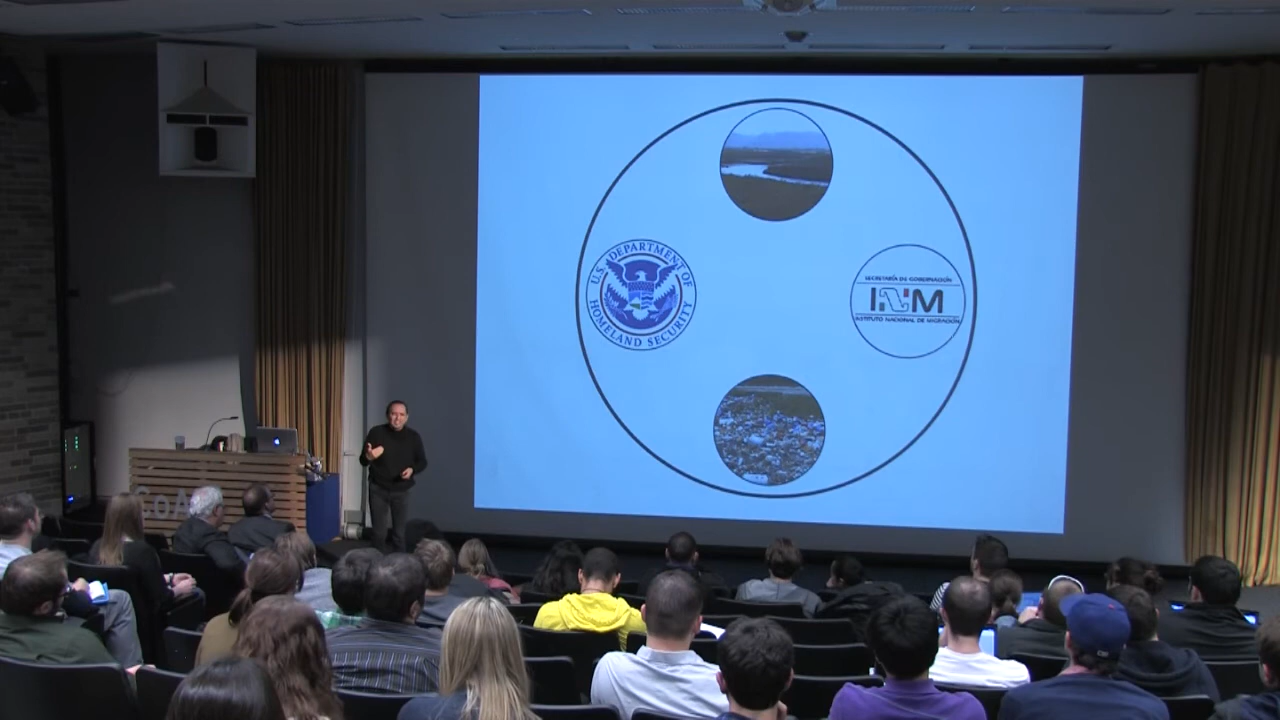 U.S. DEPARTMENT OF
HOMELAND SECURITY
SECRETARÍA DE GOBERNACIÓN
INM
INSTITUTO NACIONAL DE MIGRACIÓN